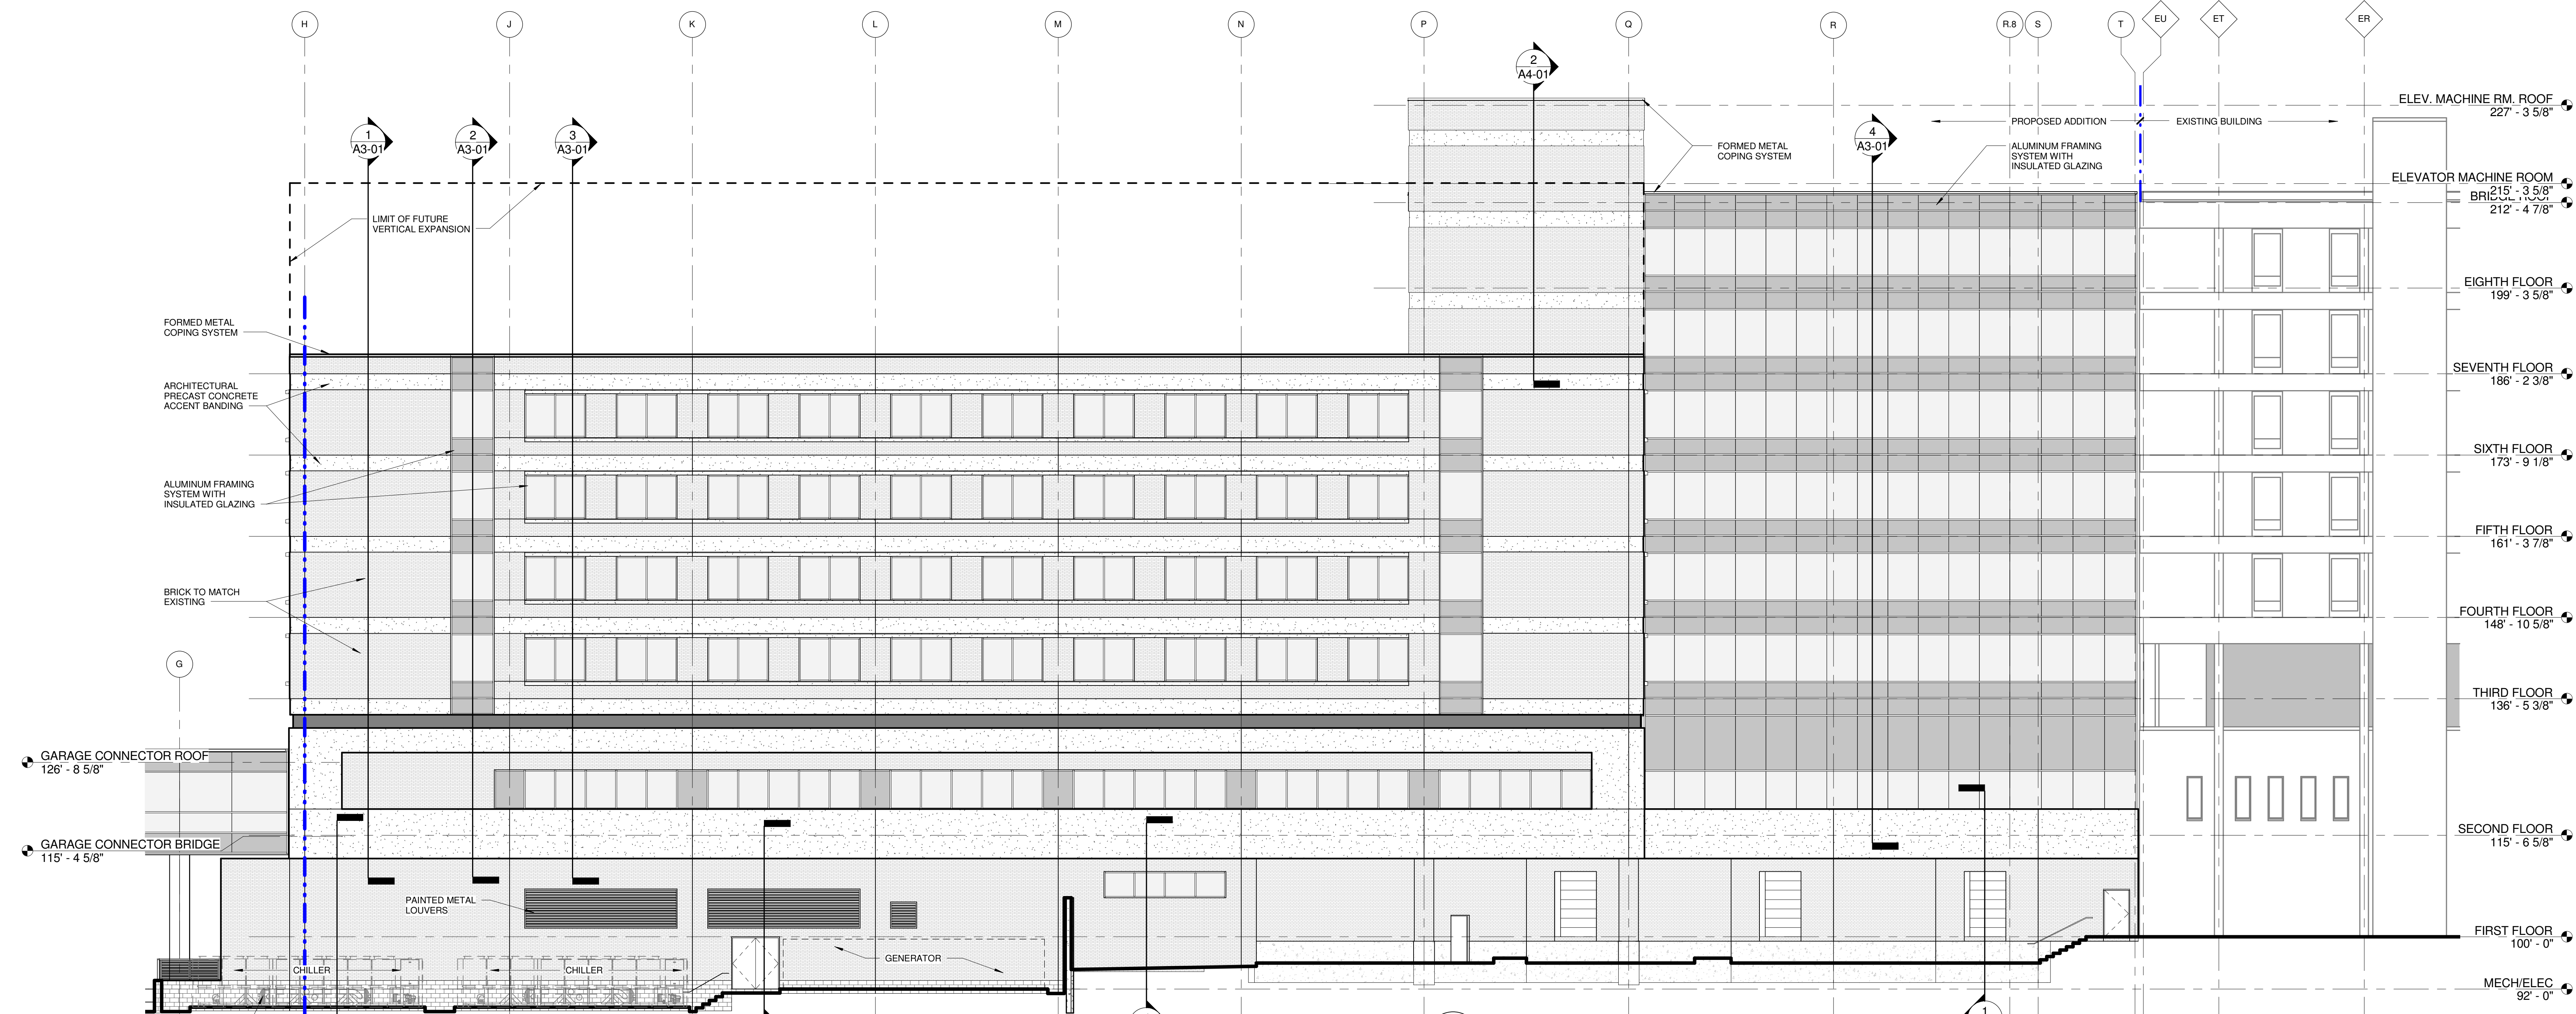 H
J
K
L
M
N
P
Q
R
R.8
S
T
EU
ET
ER
2
A4-01
ELEV. MACHINE RM. ROOF
227' - 3 5/8"
PROPOSED ADDITION
EXISTING BUILDING
1
A3-01
2
A3-01
3
A3-01
4
A3-01
FORMED METAL
COPING SYSTEM
ALUMINUM FRAMING
SYSTEM WITH
INSULATED GLAZING
ELEVATOR MACHINE ROOM
215' - 3 5/8"
BRIDGE ROOF
212' - 4 7/8"
LIMIT OF FUTURE
VERTICAL EXPANSION
EIGHTH FLOOR
199' - 3 5/8"
FORMED METAL
COPING SYSTEM
SEVENTH FLOOR
186' - 2 3/8"
ARCHITECTURAL
PRECAST CONCRETE
ACCENT BANDING
SIXTH FLOOR
173' - 9 1/8"
ALUMINUM FRAMING
SYSTEM WITH
INSULATED GLAZING
FIFTH FLOOR
161' - 3 7/8"
BRICK TO MATCH
EXISTING
FOURTH FLOOR
148' - 10 5/8"
G
THIRD FLOOR
136' - 5 3/8"
GARAGE CONNECTOR ROOF
126' - 8 5/8"
SECOND FLOOR
115' - 6 5/8"
GARAGE CONNECTOR BRIDGE
115' - 4 5/8"
PAINTED METAL
LOUVERS
FIRST FLOOR
100' - 0"
CHILLER
CHILLER
GENERATOR
MECH/ELEC
92' - 0"
1